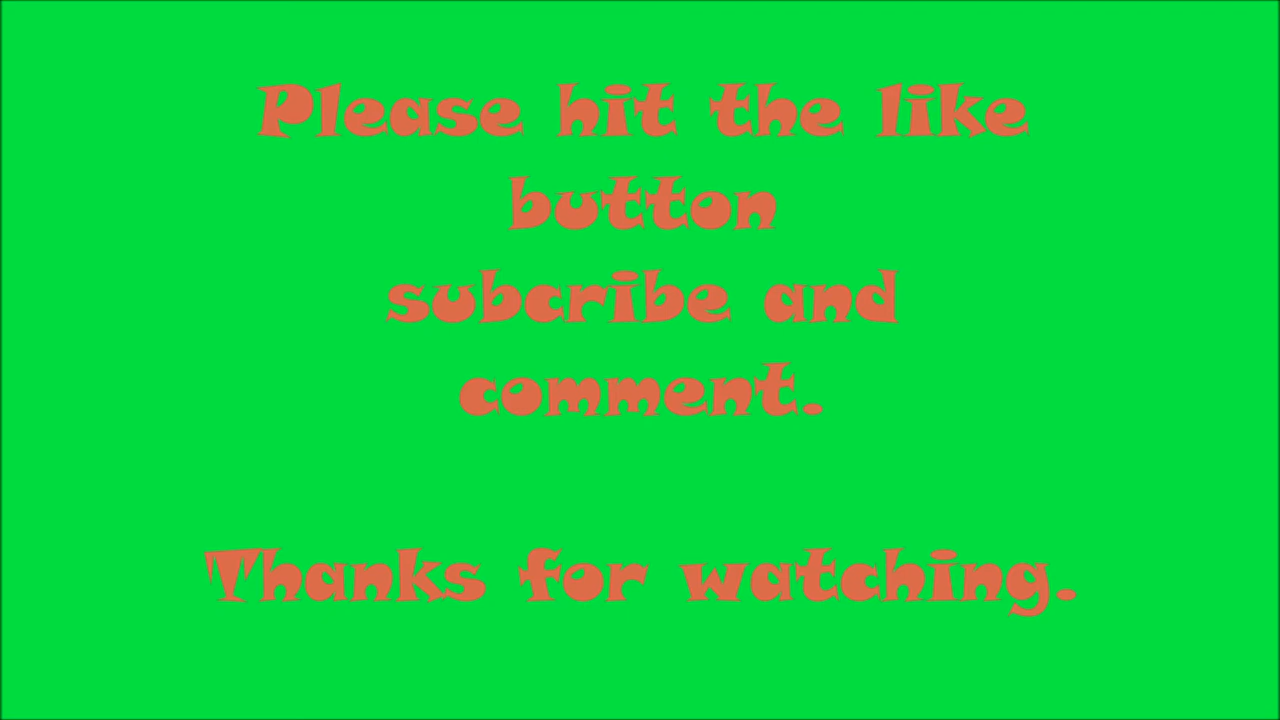 Please hit the like
button
subcribe and
comment.
Thanks for watching.